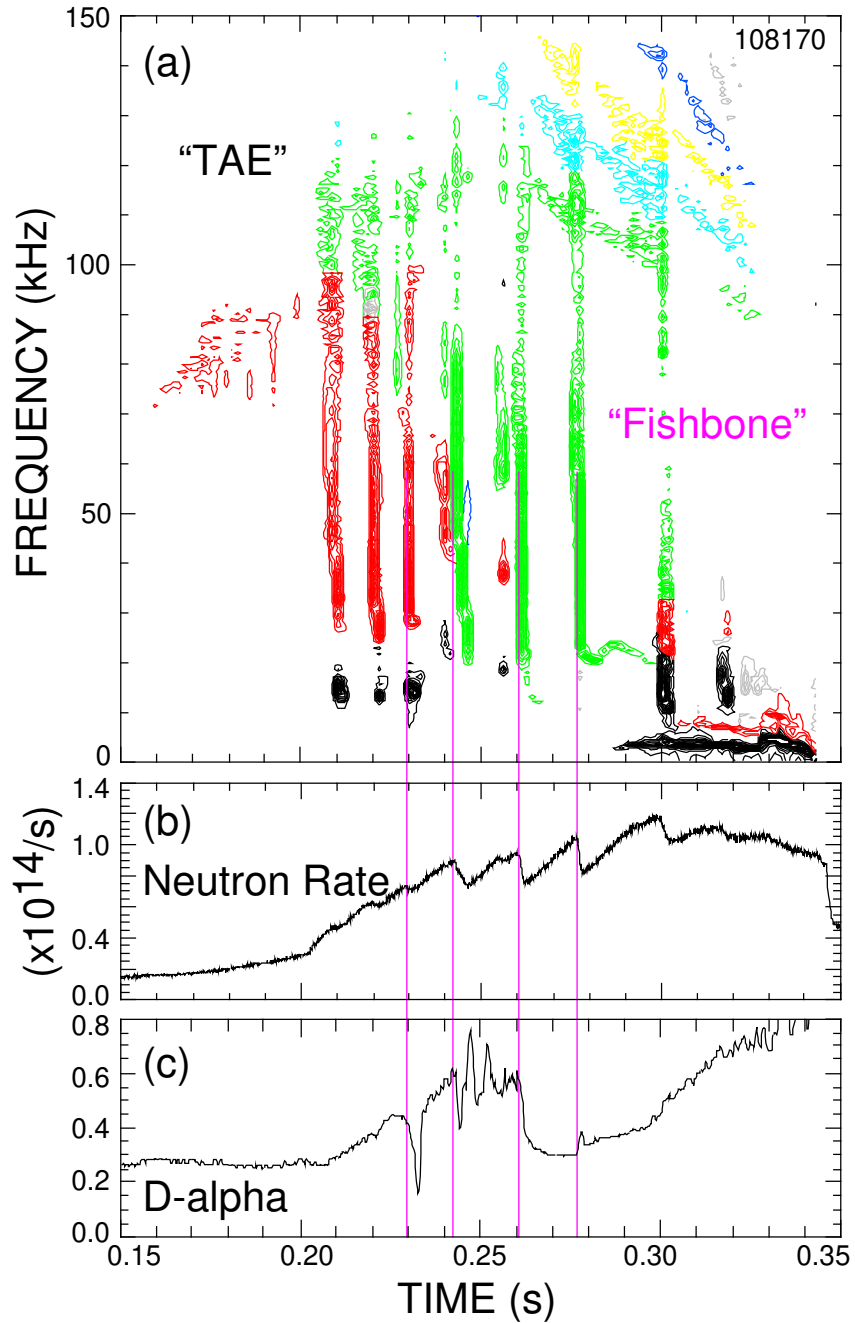 150
(a)
108170
“TAE”
100
“Fishbone”
50
0
FREQUENCY (kHz)
1.4
(b)
1.0
Neutron Rate
0.4
0.0
(x10^14/s)
0.8
(c)
0.6
0.4
0.2
D-alpha
0.0
0.15
0.20
0.25
0.30
0.35
TIME (s)